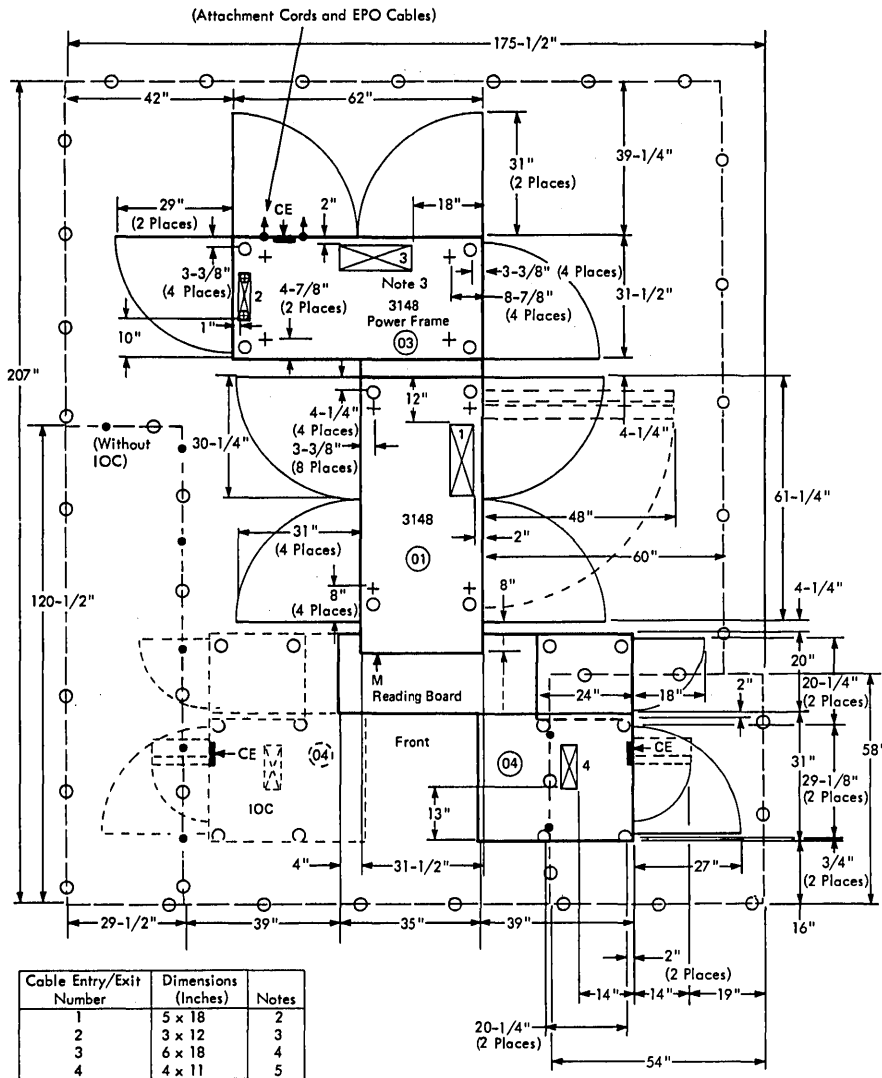 (Attachment Cords and EPO Cables)
175-1/2"
42"
62"
39-1/4"
31"
(2 Places)
29"
(2 Places)
CE
2"
18"
3
3-3/8"
(4 Places)
2
4-7/8"
(2 Places)
Note 3
3148
Power Frame
03
3-3/8" (4 Places)
8-7/8"
(4 Places)
31-1/2"
1"
10"
207"
(Without
IOC)
30-1/4"
4-1/4"
(4 Places)
3-3/8"
(8 Places)
12"
1
4-1/4"
61-1/4"
48"
31"
(4 Places)
3148
01
2"
60"
120-1/2"
8"
(4 Places)
8"
4-1/4"
M
Reading Board
24"
18"
2"
20"
20-1/4"
(2 Places)
CE
04
IOC
Front
04
4
CE
31"
29-1/8"
(2 Places)
58"
13"
4"
31-1/2"
27"
3/4"
(2 Places)
29-1/2"
39"
35"
39"
16"
2"
(2 Places)
14"
14"
19"
20-1/4"
(2 Places)
54"
Cable Entry/Exit Number Dimensions (Inches) Notes
1 5 x 18 2
2 3 x 12 3
3 6 x 18 4
4 4 x 11 5